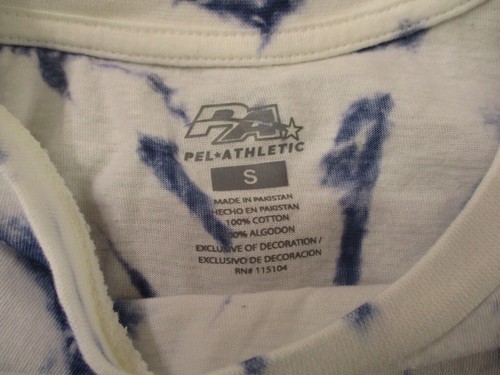 PA
PEL★ATHLETIC
S
MADE IN PAKISTAN
HECHO EN PAKISTAN
100% COTTON
100% ALGODON
EXCLUSIVE OF DECORATION /
EXCLUSIVO DE DECORACION
RN# 115104